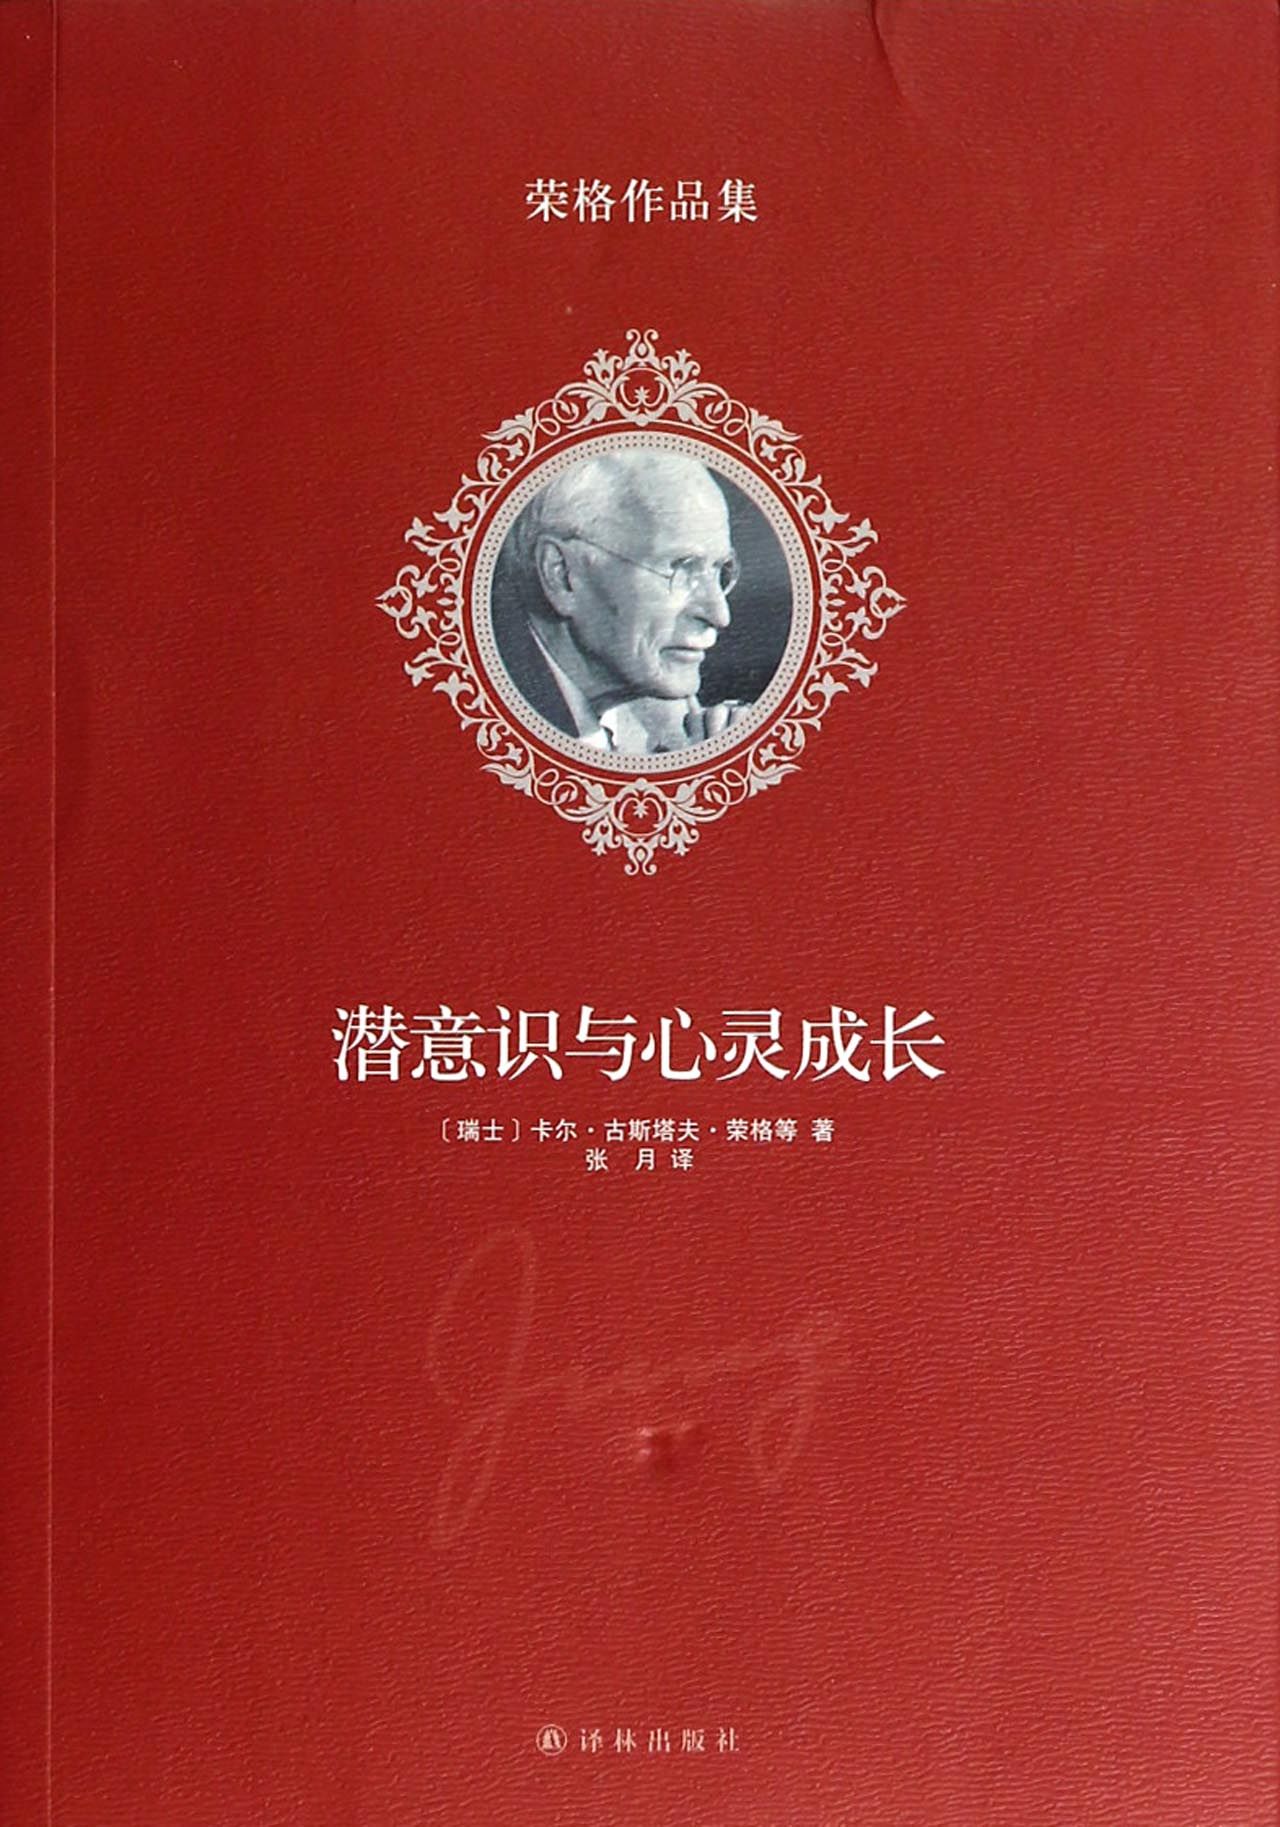 荣格作品集
潜意识与心灵成长
〔瑞士〕卡尔·古斯塔夫·荣格等 著
张 月 译
Jung
译林出版社